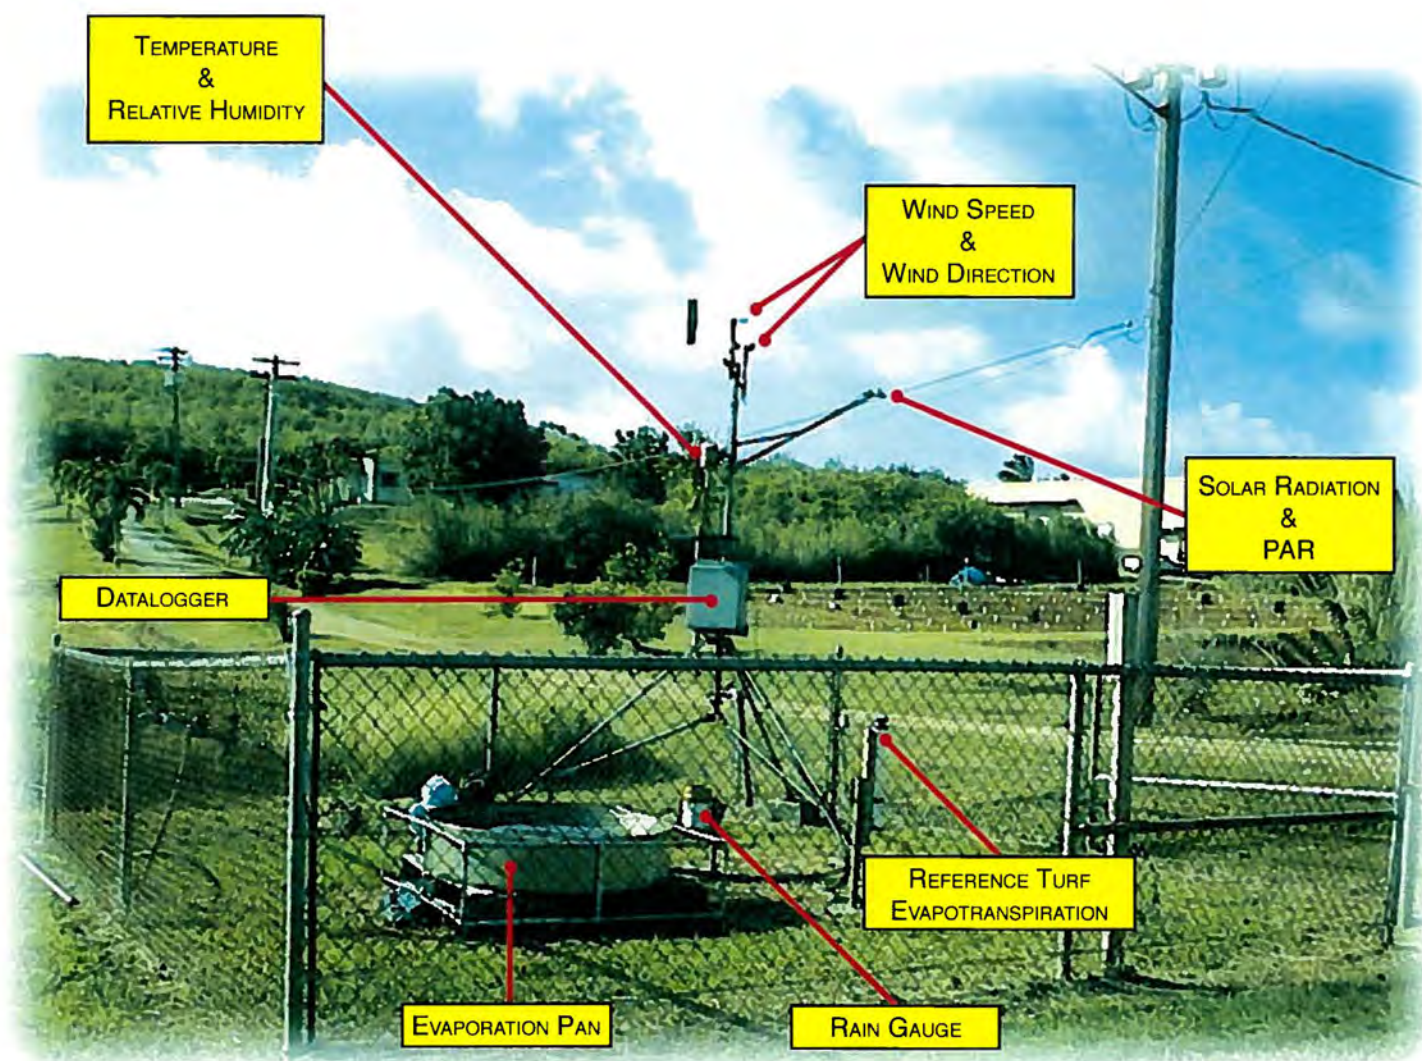 TEMPERATURE
&
RELATIVE HUMIDITY
WIND SPEED
&
WIND DIRECTION
SOLAR RADIATION
&
PAR
DATALOGGER
REFERENCE TURF
EVAPOTRANSPIRATION
EVAPORATION PAN
RAIN GAUGE